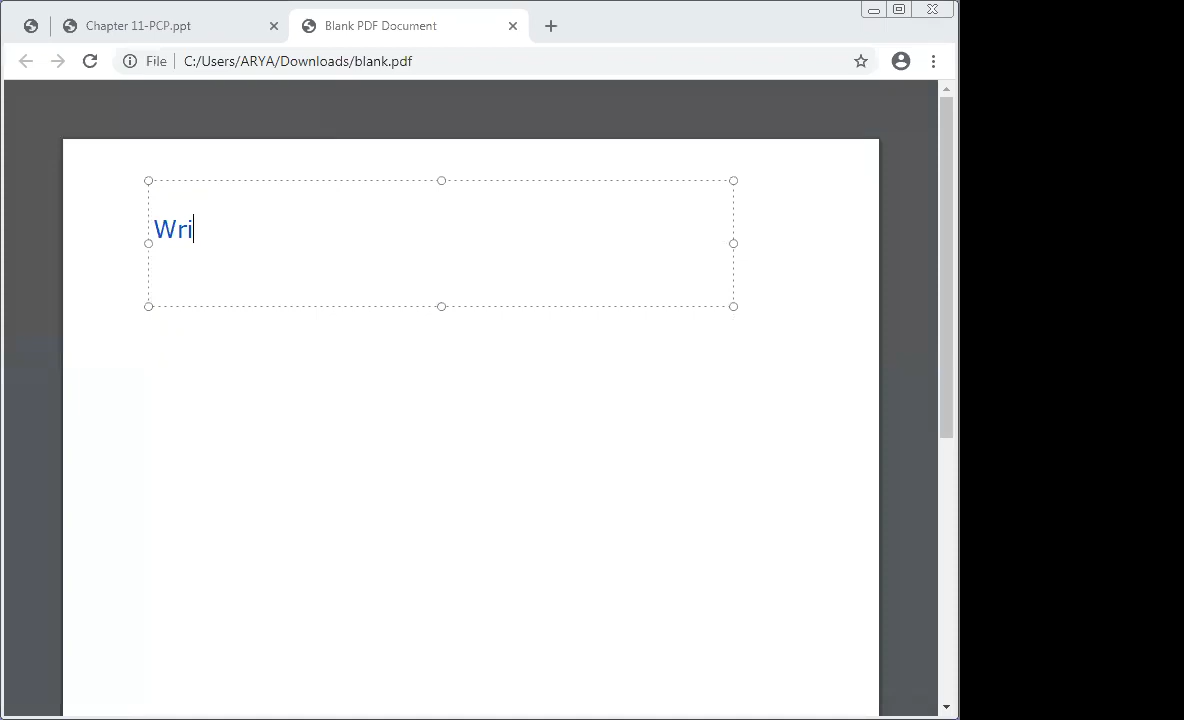 Chapter 11-PCP.ppt
Blank PDF Document
File
C:/Users/ARYA/Downloads/blank.pdf
Wri